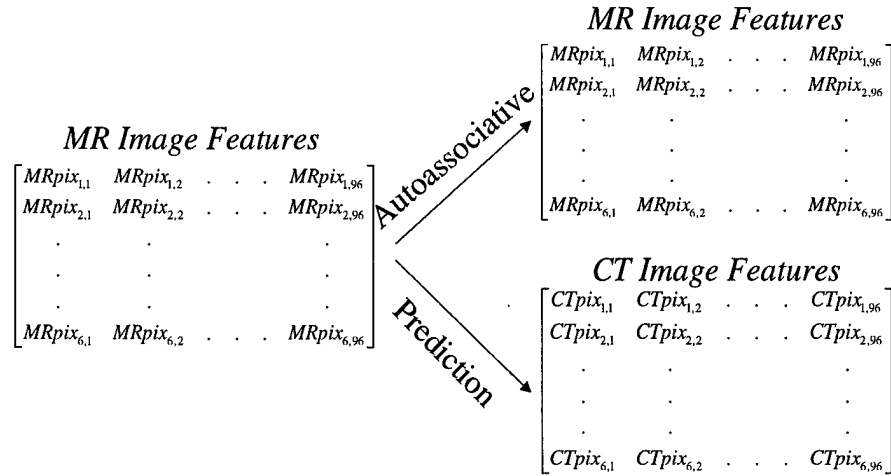 MR Image Features
MRpix1,1 MRpix1,2 . . . MRpix1,96
MRpix2,1 MRpix2,2 . . . MRpix2,96
. . .
. . .
. . .
MRpix6,1 MRpix6,2 . . . MRpix6,96
Autoassociative
Prediction
MR Image Features
MRpix1,1 MRpix1,2 . . . MRpix1,96
MRpix2,1 MRpix2,2 . . . MRpix2,96
. . .
. . .
. . .
MRpix6,1 MRpix6,2 . . . MRpix6,96
CT Image Features
CTpix1,1 CTpix1,2 . . . CTpix1,96
CTpix2,1 CTpix2,2 . . . CTpix2,96
. . .
. . .
. . .
CTpix6,1 CTpix6,2 . . . CTpix6,96